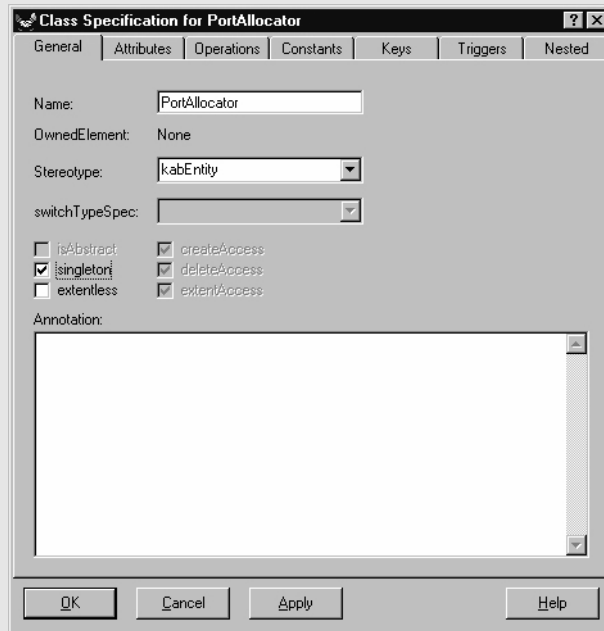 Class Specification for PortAllocator
General Attributes Operations Constants Keys Triggers Nested
Name: PortAllocator
OwnedElement: None
Stereotype: kabEntity
switchTypeSpec:
isAbstract createAccess
singleton deleteAccess
extentless extentAccess
Annotation:
OK Cancel Apply Help